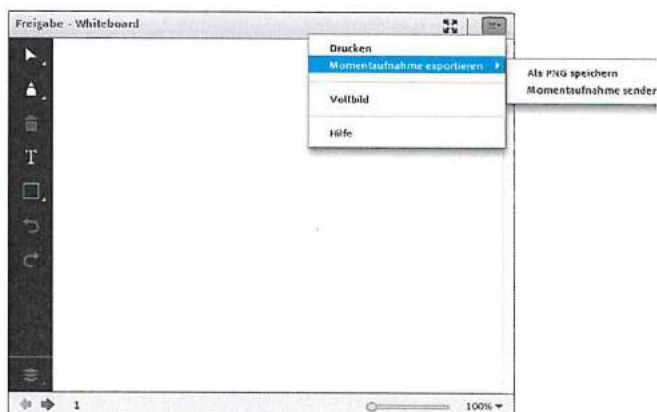 Freigabe - Whiteboard
Drucken
Momentaufnahme exportieren
Als PNG speichern
Momentaufnahme senden
Vollbild
Hilfe
T
1
100%